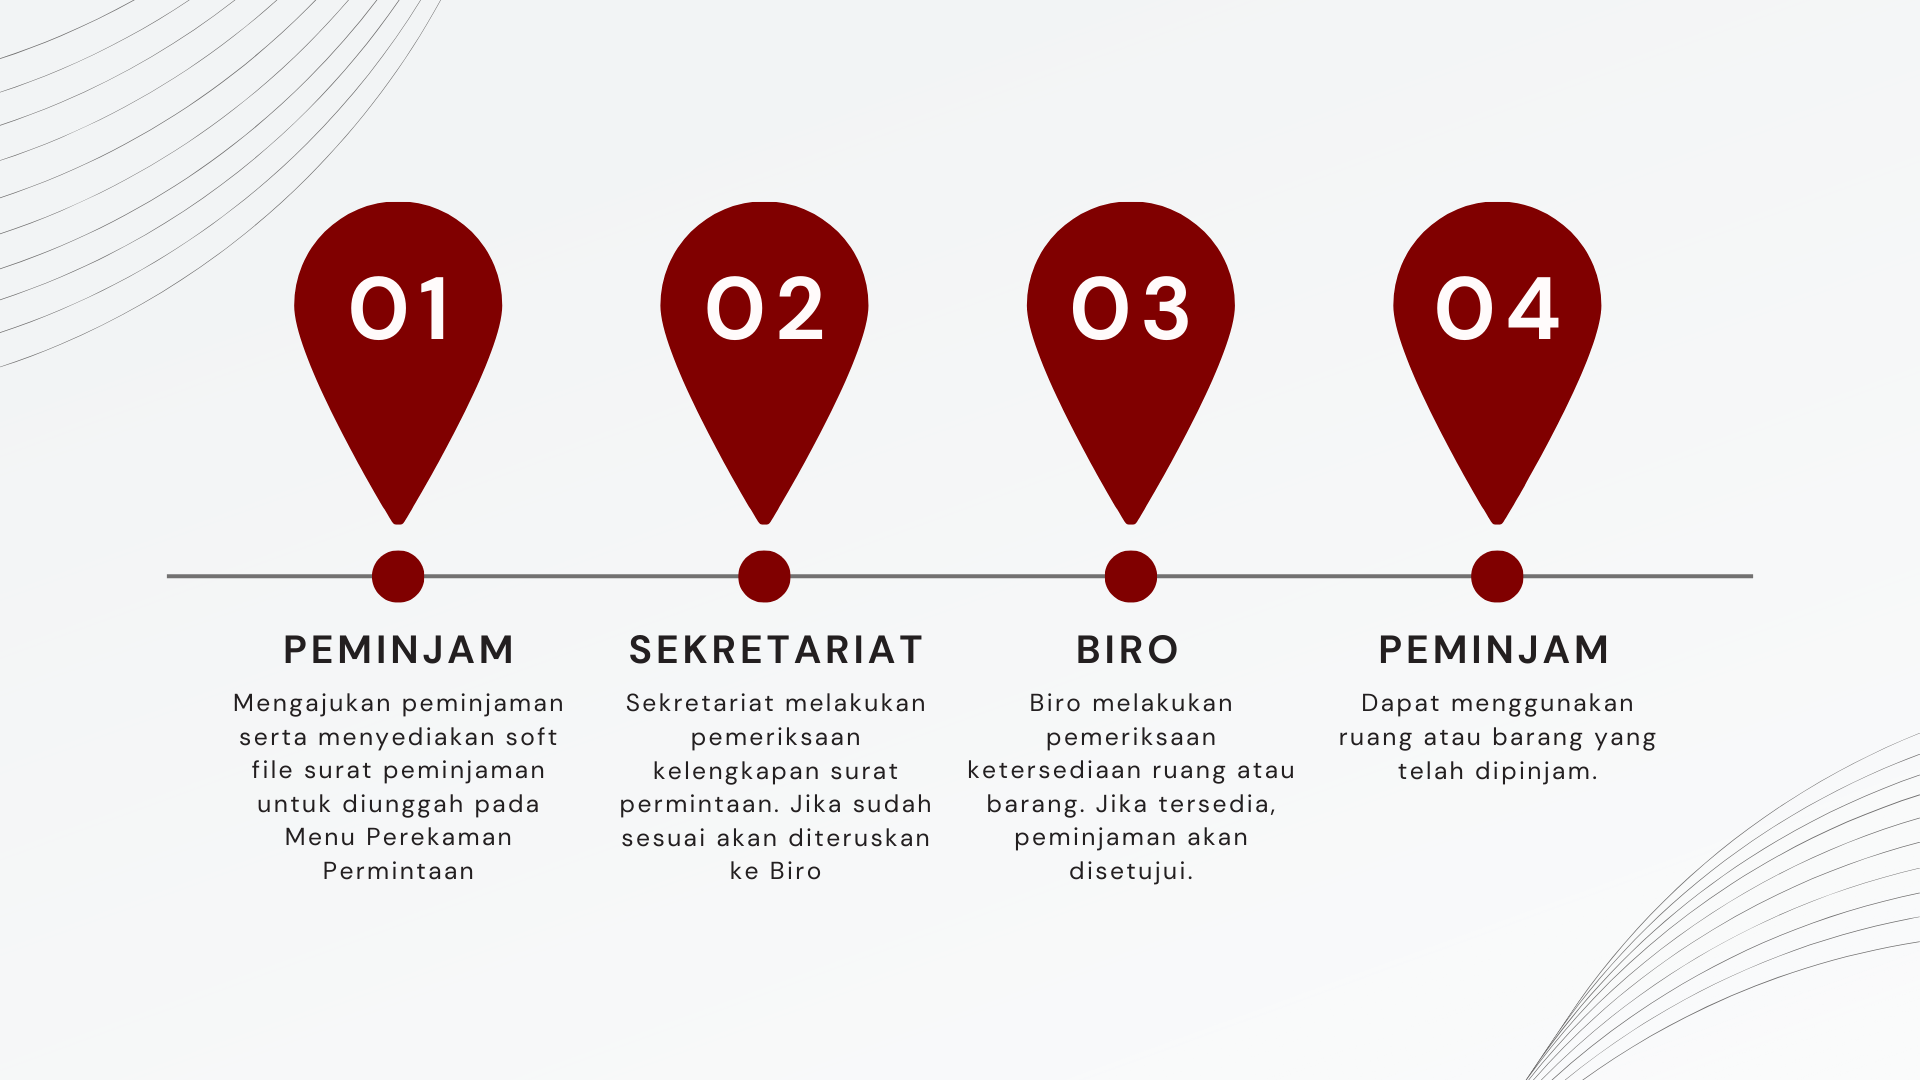 01
02
03
04
PEMINJAM
Mengajukan peminjaman
serta menyediakan soft
file surat peminjaman
untuk diunggah pada
Menu Perekaman
Permintaan
SEKRETARIAT
Sekretariat melakukan
pemeriksaan
kelengkapan surat
permintaan. Jika sudah
sesuai akan diteruskan
ke Biro
BIRO
Biro melakukan
pemeriksaan
ketersediaan ruang atau
barang. Jika tersedia,
peminjaman akan
disetujui.
PEMINJAM
Dapat menggunakan
ruang atau barang yang
telah dipinjam.